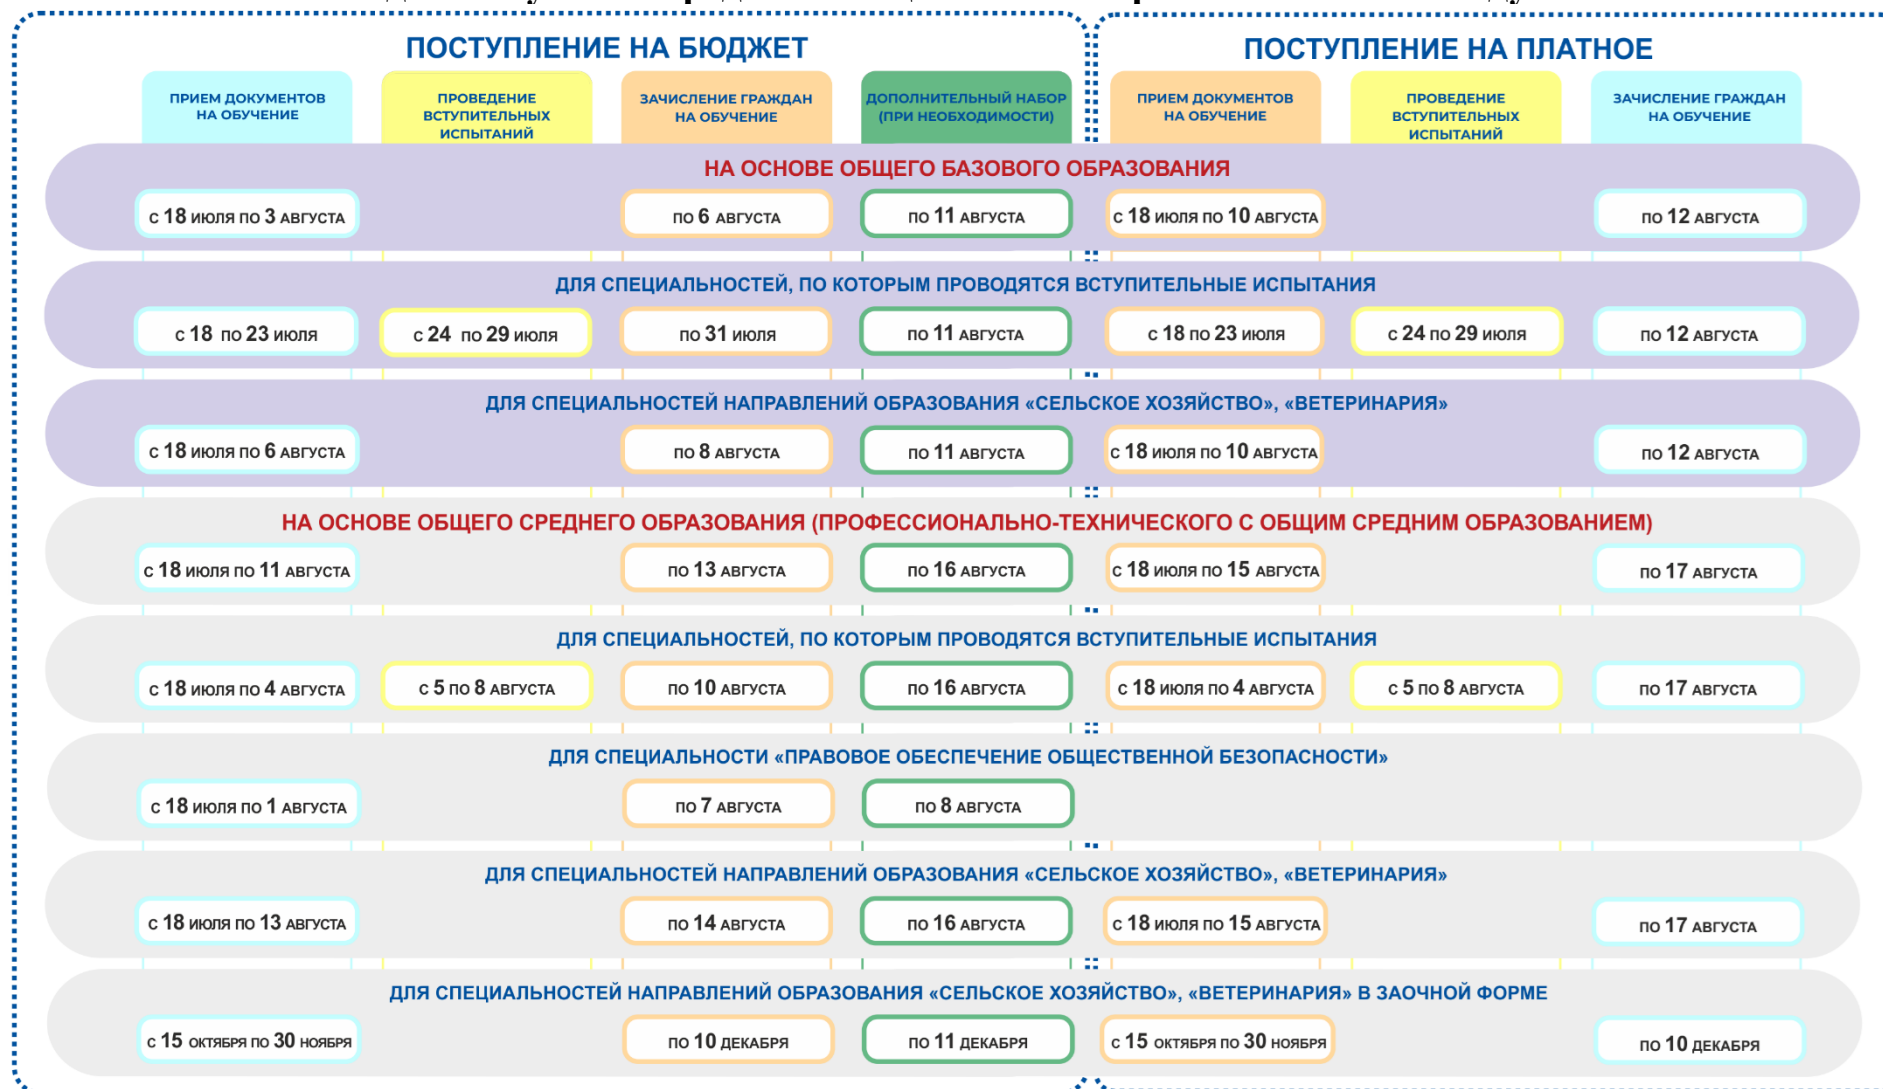 ПОСТУПЛЕНИЕ НА БЮДЖЕТ
ПОСТУПЛЕНИЕ НА ПЛАТНОЕ
ПРИЕМ ДОКУМЕНТОВ
НА ОБУЧЕНИЕ
ПРОВЕДЕНИЕ
ВСТУПИТЕЛЬНЫХ
ИСПЫТАНИЙ
ЗАЧИСЛЕНИЕ ГРАЖДАН
НА ОБУЧЕНИЕ
ДОПОЛНИТЕЛЬНЫЙ НАБОР
(ПРИ НЕОБХОДИМОСТИ)
ПРИЕМ ДОКУМЕНТОВ
НА ОБУЧЕНИЕ
ПРОВЕДЕНИЕ
ВСТУПИТЕЛЬНЫХ
ИСПЫТАНИЙ
ЗАЧИСЛЕНИЕ ГРАЖДАН
НА ОБУЧЕНИЕ
НА ОСНОВЕ ОБЩЕГО БАЗОВОГО ОБРАЗОВАНИЯ
С 18 ИЮЛЯ ПО 3 АВГУСТА
ПО 6 АВГУСТА
ПО 11 АВГУСТА
С 18 ИЮЛЯ ПО 10 АВГУСТА
ПО 12 АВГУСТА
ДЛЯ СПЕЦИАЛЬНОСТЕЙ, ПО КОТОРЫМ ПРОВОДЯТСЯ ВСТУПИТЕЛЬНЫЕ ИСПЫТАНИЯ
С 18 ПО 23 ИЮЛЯ
С 24 ПО 29 ИЮЛЯ
ПО 31 ИЮЛЯ
ПО 11 АВГУСТА
С 18 ПО 23 ИЮЛЯ
С 24 ПО 29 ИЮЛЯ
ПО 12 АВГУСТА
ДЛЯ СПЕЦИАЛЬНОСТЕЙ НАПРАВЛЕНИЙ ОБРАЗОВАНИЯ «СЕЛЬСКОЕ ХОЗЯЙСТВО», «ВЕТЕРИНАРИЯ»
С 18 ИЮЛЯ ПО 6 АВГУСТА
ПО 8 АВГУСТА
ПО 11 АВГУСТА
С 18 ИЮЛЯ ПО 10 АВГУСТА
ПО 12 АВГУСТА
НА ОСНОВЕ ОБЩЕГО СРЕДНЕГО ОБРАЗОВАНИЯ (ПРОФЕССИОНАЛЬНО-ТЕХНИЧЕСКОГО С ОБЩИМ СРЕДНИМ ОБРАЗОВАНИЕМ)
С 18 ИЮЛЯ ПО 11 АВГУСТА
ПО 13 АВГУСТА
ПО 16 АВГУСТА
С 18 ИЮЛЯ ПО 15 АВГУСТА
ПО 17 АВГУСТА
ДЛЯ СПЕЦИАЛЬНОСТЕЙ, ПО КОТОРЫМ ПРОВОДЯТСЯ ВСТУПИТЕЛЬНЫЕ ИСПЫТАНИЯ
С 18 ИЮЛЯ ПО 4 АВГУСТА
С 5 ПО 8 АВГУСТА
ПО 10 АВГУСТА
ПО 16 АВГУСТА
С 18 ИЮЛЯ ПО 4 АВГУСТА
С 5 ПО 8 АВГУСТА
ПО 17 АВГУСТА
ДЛЯ СПЕЦИАЛЬНОСТИ «ПРАВОВОЕ ОБЕСПЕЧЕНИЕ ОБЩЕСТВЕННОЙ БЕЗОПАСНОСТИ»
С 18 ИЮЛЯ ПО 1 АВГУСТА
ПО 7 АВГУСТА
ПО 8 АВГУСТА
ДЛЯ СПЕЦИАЛЬНОСТЕЙ НАПРАВЛЕНИЙ ОБРАЗОВАНИЯ «СЕЛЬСКОЕ ХОЗЯЙСТВО», «ВЕТЕРИНАРИЯ»
С 18 ИЮЛЯ ПО 13 АВГУСТА
ПО 14 АВГУСТА
ПО 16 АВГУСТА
С 18 ИЮЛЯ ПО 15 АВГУСТА
ПО 17 АВГУСТА
ДЛЯ СПЕЦИАЛЬНОСТЕЙ НАПРАВЛЕНИЙ ОБРАЗОВАНИЯ «СЕЛЬСКОЕ ХОЗЯЙСТВО», «ВЕТЕРИНАРИЯ» В ЗАОЧНОЙ ФОРМЕ
С 15 ОКТЯБРЯ ПО 30 НОЯБРЯ
ПО 10 ДЕКАБРЯ
ПО 11 ДЕКАБРЯ
С 15 ОКТЯБРЯ ПО 30 НОЯБРЯ
ПО 10 ДЕКАБРЯ